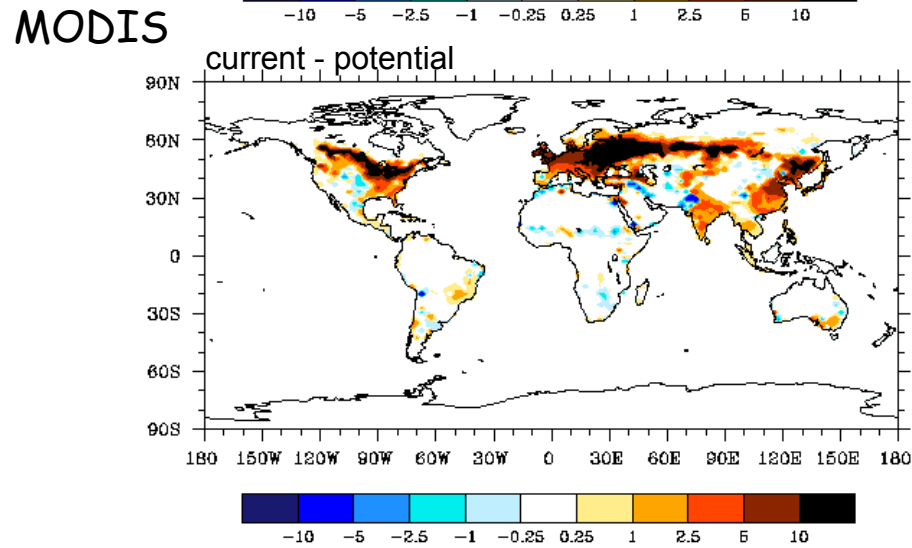 -10 -5 -2.5 -1 -0.25 0.25 1 2.5 5 10
MODIS
current - potential
90N
60N
30N
0
30S
60S
90S
180 150W 120W 90W 60W 30W 0 30E 60E 90E 120E 150E 180
-10 -5 -2.5 -1 -0.25 0.25 1 2.5 5 10